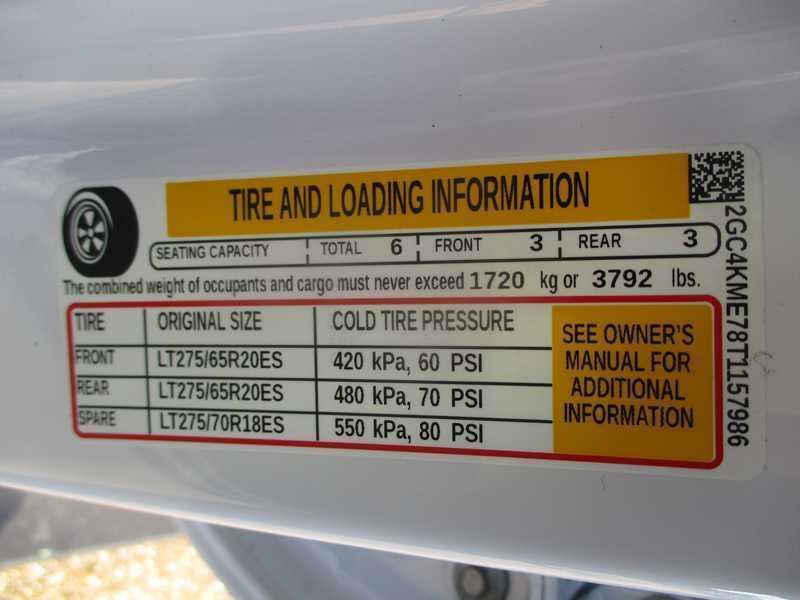 TIRE AND LOADING INFORMATION
SEATING CAPACITY TOTAL 6 FRONT 3 REAR 3
The combined weight of occupants and cargo must never exceed 1720 kg or 3792 lbs.
TIRE ORIGINAL SIZE COLD TIRE PRESSURE
FRONT LT275/65R20ES 420 kPa, 60 PSI
REAR LT275/65R20ES 480 kPa, 70 PSI
SPARE LT275/70R18ES 550 kPa, 80 PSI
SEE OWNER'S
MANUAL FOR
ADDITIONAL
INFORMATION
2GC4KME78T1157986